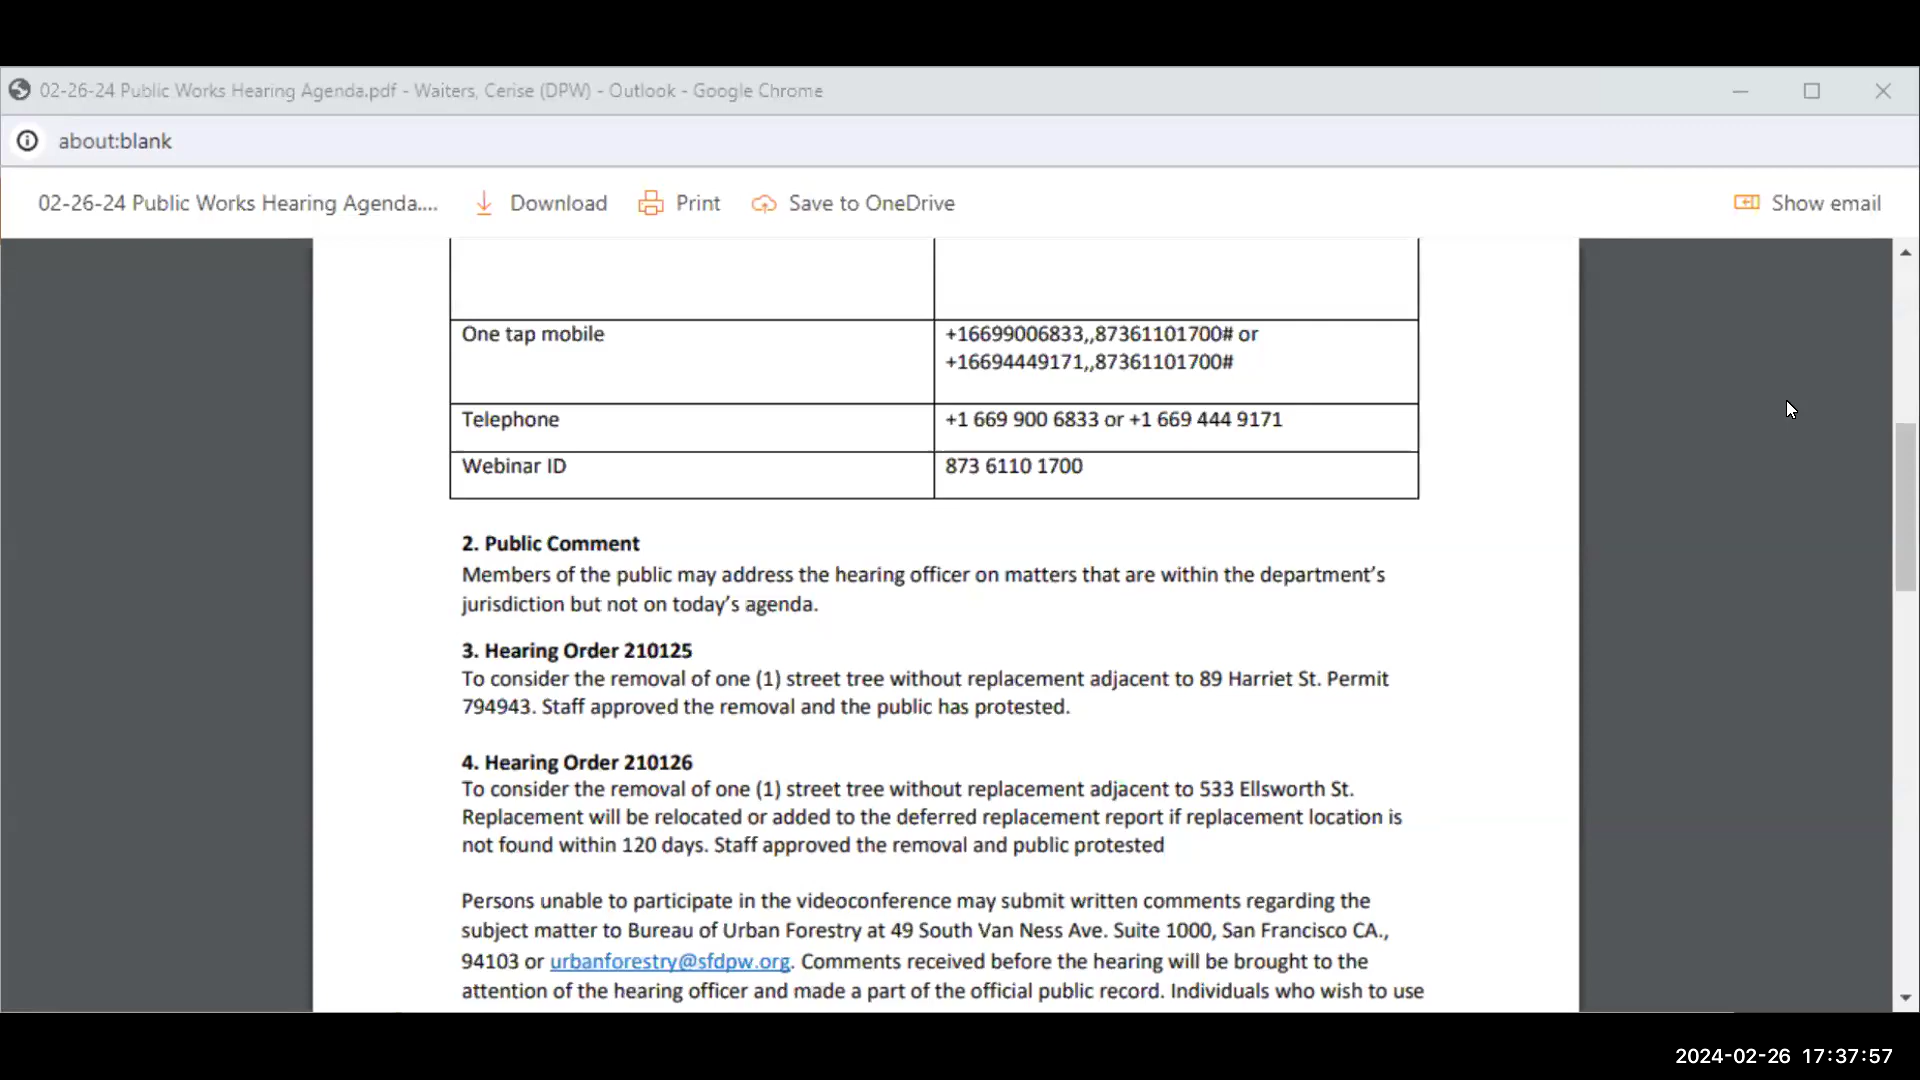 02-26-24 Public Works Hearing Agenda.pdf - Waiters, Cerise (DPW) - Outlook - Google Chrome
about:blank
02-26-24 Public Works Hearing Agenda.... Download Print Save to OneDrive Show email
One tap mobile +16699006833,,87361101700# or
+16694449171,,87361101700#
Telephone +1 669 900 6833 or +1 669 444 9171
Webinar ID 873 6110 1700
2. Public Comment
Members of the public may address the hearing officer on matters that are within the department’s
jurisdiction but not on today’s agenda.
3. Hearing Order 210125
To consider the removal of one (1) street tree without replacement adjacent to 89 Harriet St. Permit
794943. Staff approved the removal and the public has protested.
4. Hearing Order 210126
To consider the removal of one (1) street tree without replacement adjacent to 533 Ellsworth St.
Replacement will be relocated or added to the deferred replacement report if replacement location is
not found within 120 days. Staff approved the removal and public protested
Persons unable to participate in the videoconference may submit written comments regarding the
subject matter to Bureau of Urban Forestry at 49 South Van Ness Ave. Suite 1000, San Francisco CA.,
94103 or urbanforestry@sfdpw.org. Comments received before the hearing will be brought to the
attention of the hearing officer and made a part of the official public record. Individuals who wish to use
2024-02-26 17:37:57